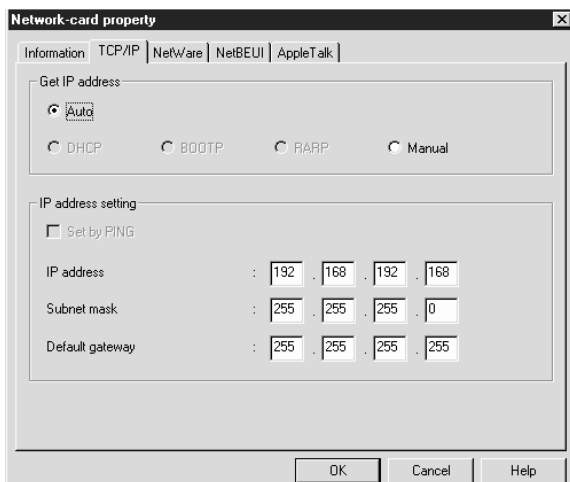 Network-card property
Information TCP/IP NetWare NetBEUI AppleTalk
Get IP address
Auto
DHCP BOOTP RARP Manual
IP address setting
Set by PING
IP address : 192 . 168 . 192 . 168
Subnet mask : 255 . 255 . 255 . 0
Default gateway : 255 . 255 . 255 . 255
OK Cancel Help